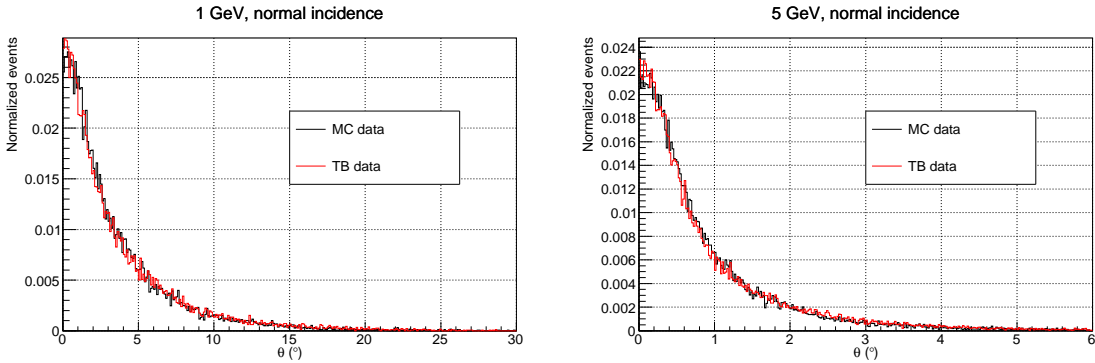 1 GeV, normal incidence
Normalized events
0.025
0.02
0.015
0.01
0.005
0
0 5 10 15 20 25 30
θ (°)
MC data
TB data
5 GeV, normal incidence
Normalized events
0.024
0.022
0.02
0.018
0.016
0.014
0.012
0.01
0.008
0.006
0.004
0.002
0
0 1 2 3 4 5 6
θ (°)
MC data
TB data